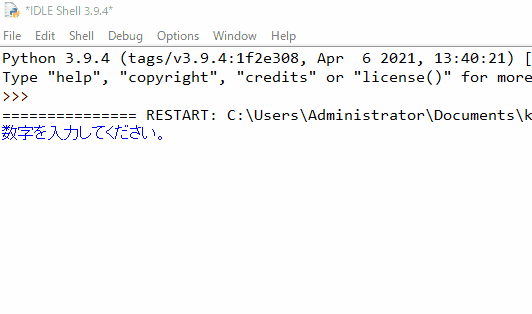 *IDLE Shell 3.9.4*
File Edit Shell Debug Options Window Help
Python 3.9.4 (tags/v3.9.4:1f2e308, Apr  6 2021, 13:40:21) [
Type "help", "copyright", "credits" or "license()" for more
>>>
=============== RESTART: C:\Users\Administrator\Documents\k
数字を入力してください。